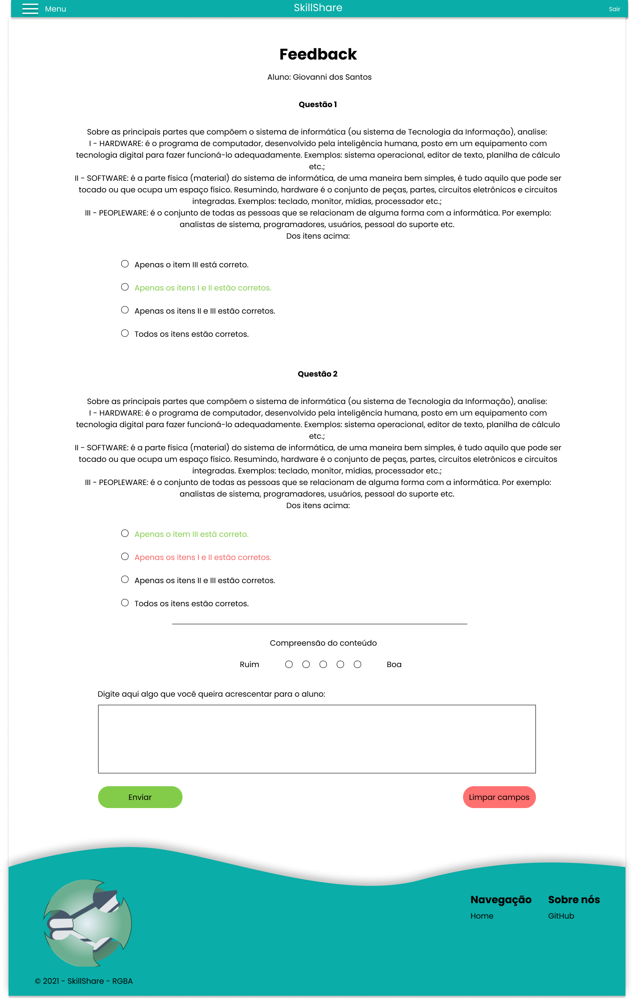 Menu
SkillShare
Sair
Feedback
Aluno: Giovanni dos Santos
Questão 1
Sobre as principais partes que compõem o sistema de informática (ou sistema de Tecnologia da Informação), analise:
I - HARDWARE: é o programa de computador, desenvolvido pela inteligência humana, posto em um equipamento com
tecnologia digital para fazer funcioná-lo adequadamente. Exemplos: sistema operacional, editor de texto, planilha de cálculo
etc.;
II - SOFTWARE: é a parte física (material) do sistema de informática, de uma maneira bem simples, é tudo aquilo que pode ser
tocado ou que ocupa um espaço físico. Resumindo, hardware é o conjunto de peças, partes, circuitos eletrônicos e circuitos
integradas. Exemplos: teclado, monitor, mídias, processador etc.;
III - PEOPLEWARE: é o conjunto de todas as pessoas que se relacionam de alguma forma com a informática. Por exemplo:
analistas de sistema, programadores, usuários, pessoal do suporte etc.
Dos itens acima:
Apenas o item III está correto.
Apenas os itens I e II estão corretos.
Apenas os itens II e III estão corretos.
Todos os itens estão corretos.
Questão 2
Sobre as principais partes que compõem o sistema de informática (ou sistema de Tecnologia da Informação), analise:
I - HARDWARE: é o programa de computador, desenvolvido pela inteligência humana, posto em um equipamento com
tecnologia digital para fazer funcioná-lo adequadamente. Exemplos: sistema operacional, editor de texto, planilha de cálculo
etc.;
II - SOFTWARE: é a parte física (material) do sistema de informática, de uma maneira bem simples, é tudo aquilo que pode ser
tocado ou que ocupa um espaço físico. Resumindo, hardware é o conjunto de peças, partes, circuitos eletrônicos e circuitos
integradas. Exemplos: teclado, monitor, mídias, processador etc.;
III - PEOPLEWARE: é o conjunto de todas as pessoas que se relacionam de alguma forma com a informática. Por exemplo:
analistas de sistema, programadores, usuários, pessoal do suporte etc.
Dos itens acima:
Apenas o item III está correto.
Apenas os itens I e II estão corretos.
Apenas os itens II e III estão corretos.
Todos os itens estão corretos.
Compreensão do conteúdo
Ruim Boa
Digite aqui algo que você queira acrescentar para o aluno:
Enviar
Limpar campos
Navegação
Home
Sobre nós
GitHub
© 2021 - SkillShare - RGBA